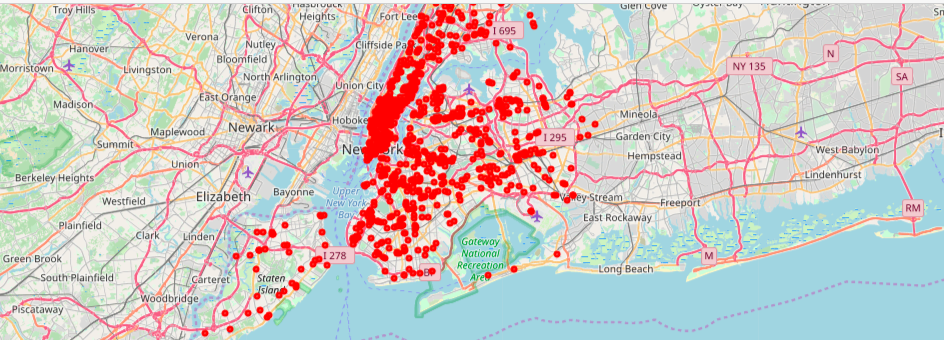 Troy Hills
Clifton
Hasbrouck
Heights
Fort Lee
Glen Cove
Oyster Bay
Verona
I 695
Hanover
Nutley
Cliffside Pa
N
Bloomfield
NY 135
Morristown
Livingston
North Arlington
SA
Union City
East Orange
Madison
Mineola
Hoboke
Maplewood
Newark
I 295
Garden City
Summit
New York
West Babylon
Union
Hempstead
Berkeley Heights
Lindenhurst
Elizabeth
Bayonne
Upper
New York
Bay
Valley Stream
Freeport
Westfield
RM
East Rockaway
Plainfield
Clark
Linden
Gateway
National
Recreation
Area
I 278
M
Green Brook
B
Long Beach
South Plainfield
Carteret
Staten
Island
Woodbridge
Piscataway